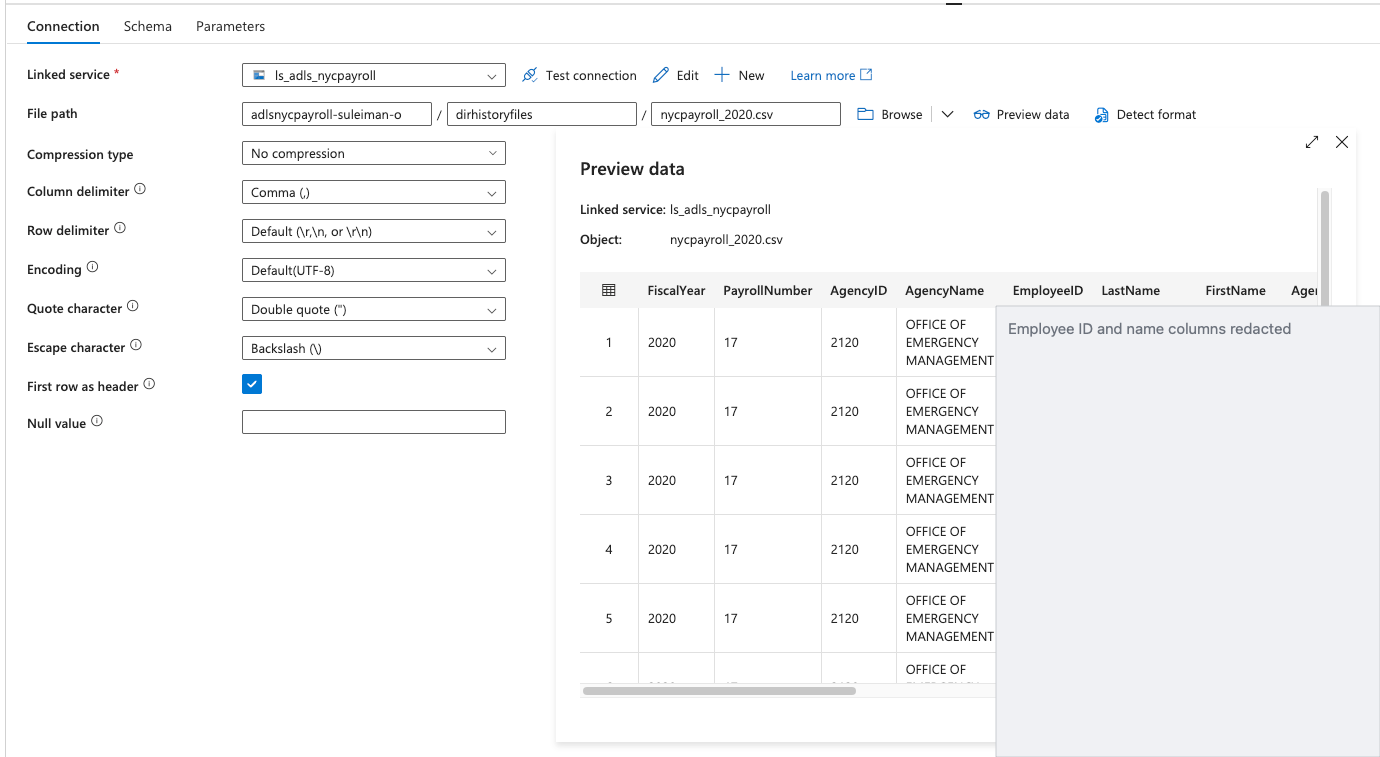 Connection Schema Parameters
Linked service * ls_adls_nycpayroll Test connection Edit New Learn more
File path adlsnycpayroll-suleiman-o / dirhistoryfiles / nycpayroll_2020.csv Browse Preview data Detect format
Compression type No compression
Column delimiter Comma (,)
Row delimiter Default (\r,\n, or \r\n)
Encoding Default(UTF-8)
Quote character Double quote (")
Escape character Backslash (\)
First row as header
Null value
Preview data
Linked service: ls_adls_nycpayroll
Object: nycpayroll_2020.csv
FiscalYear PayrollNumber AgencyID AgencyName EmployeeID LastName FirstName
Employee ID and name columns redacted
OFFICE OF
1 2020 17 2120 EMERGENCY
MANAGEMENT
OFFICE OF
2 2020 17 2120 EMERGENCY
MANAGEMENT
OFFICE OF
3 2020 17 2120 EMERGENCY
MANAGEMENT
OFFICE OF
4 2020 17 2120 EMERGENCY
MANAGEMENT
OFFICE OF
5 2020 17 2120 EMERGENCY
MANAGEMENT
OFFICE OF